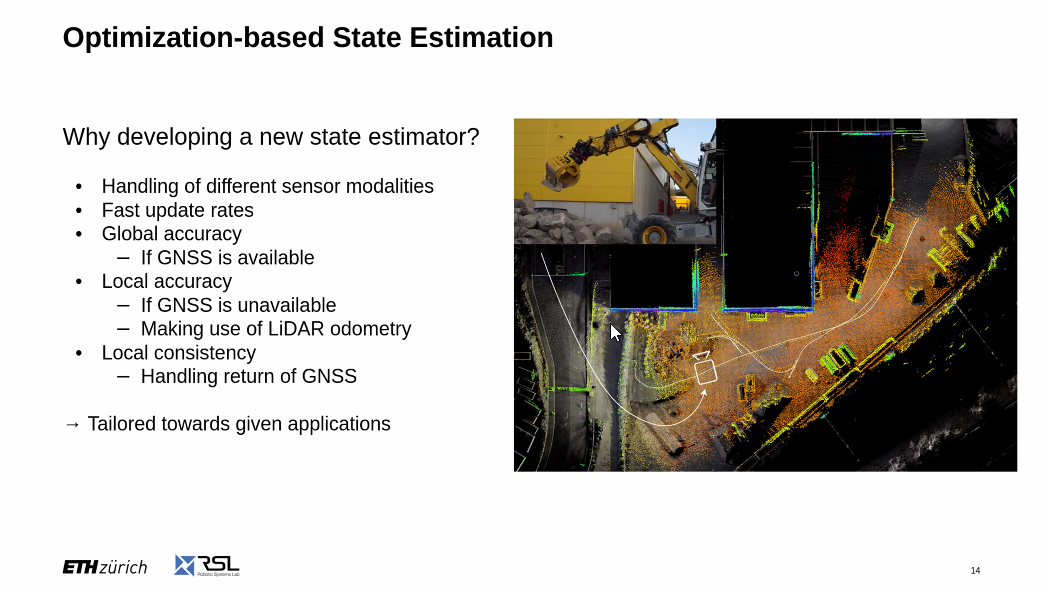 Optimization-based State Estimation
Why developing a new state estimator?
• Handling of different sensor modalities
• Fast update rates
• Global accuracy
– If GNSS is available
• Local accuracy
– If GNSS is unavailable
– Making use of LiDAR odometry
• Local consistency
– Handling return of GNSS
→ Tailored towards given applications
ETH zürich
RSL
Robotic Systems Lab
14